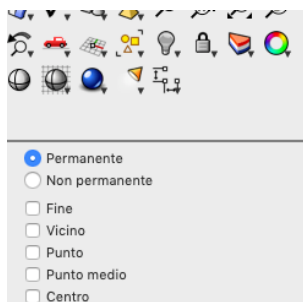 Permanente
Non permanente
Fine
Vicino
Punto
Punto medio
Centro